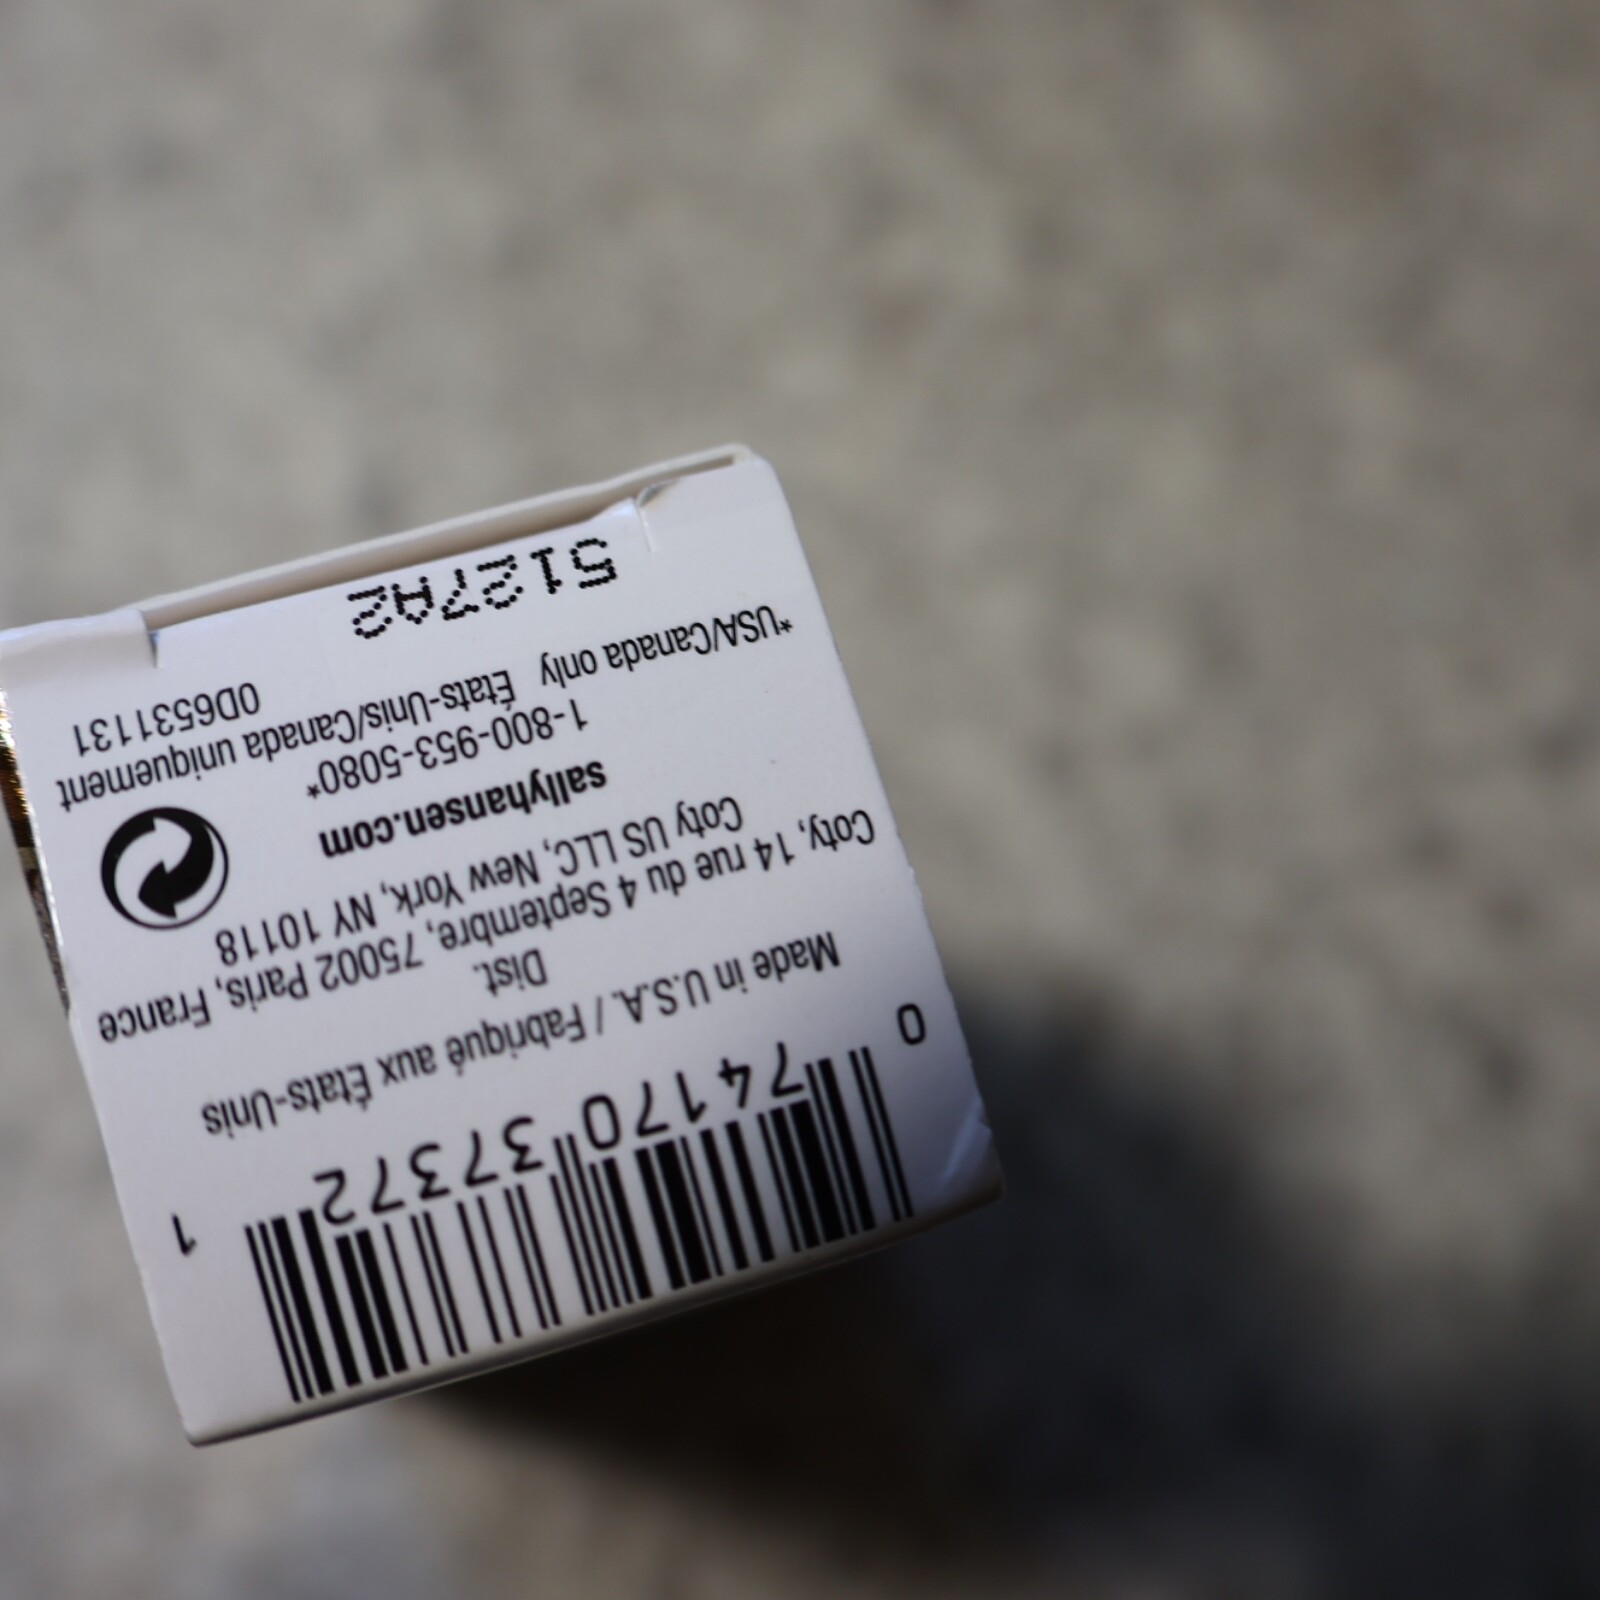 5127A2
*USA/Canada only
États-Unis/Canada uniquement
0D6531131
1-800-953-5080*
sallyhansen.com
Coty US LLC, New York, NY 10118
Coty, 14 rue du 4 Septembre, 75002 Paris, France
Dist.
Made in U.S.A. / Fabriqué aux États-Unis
0 74170 37372 1